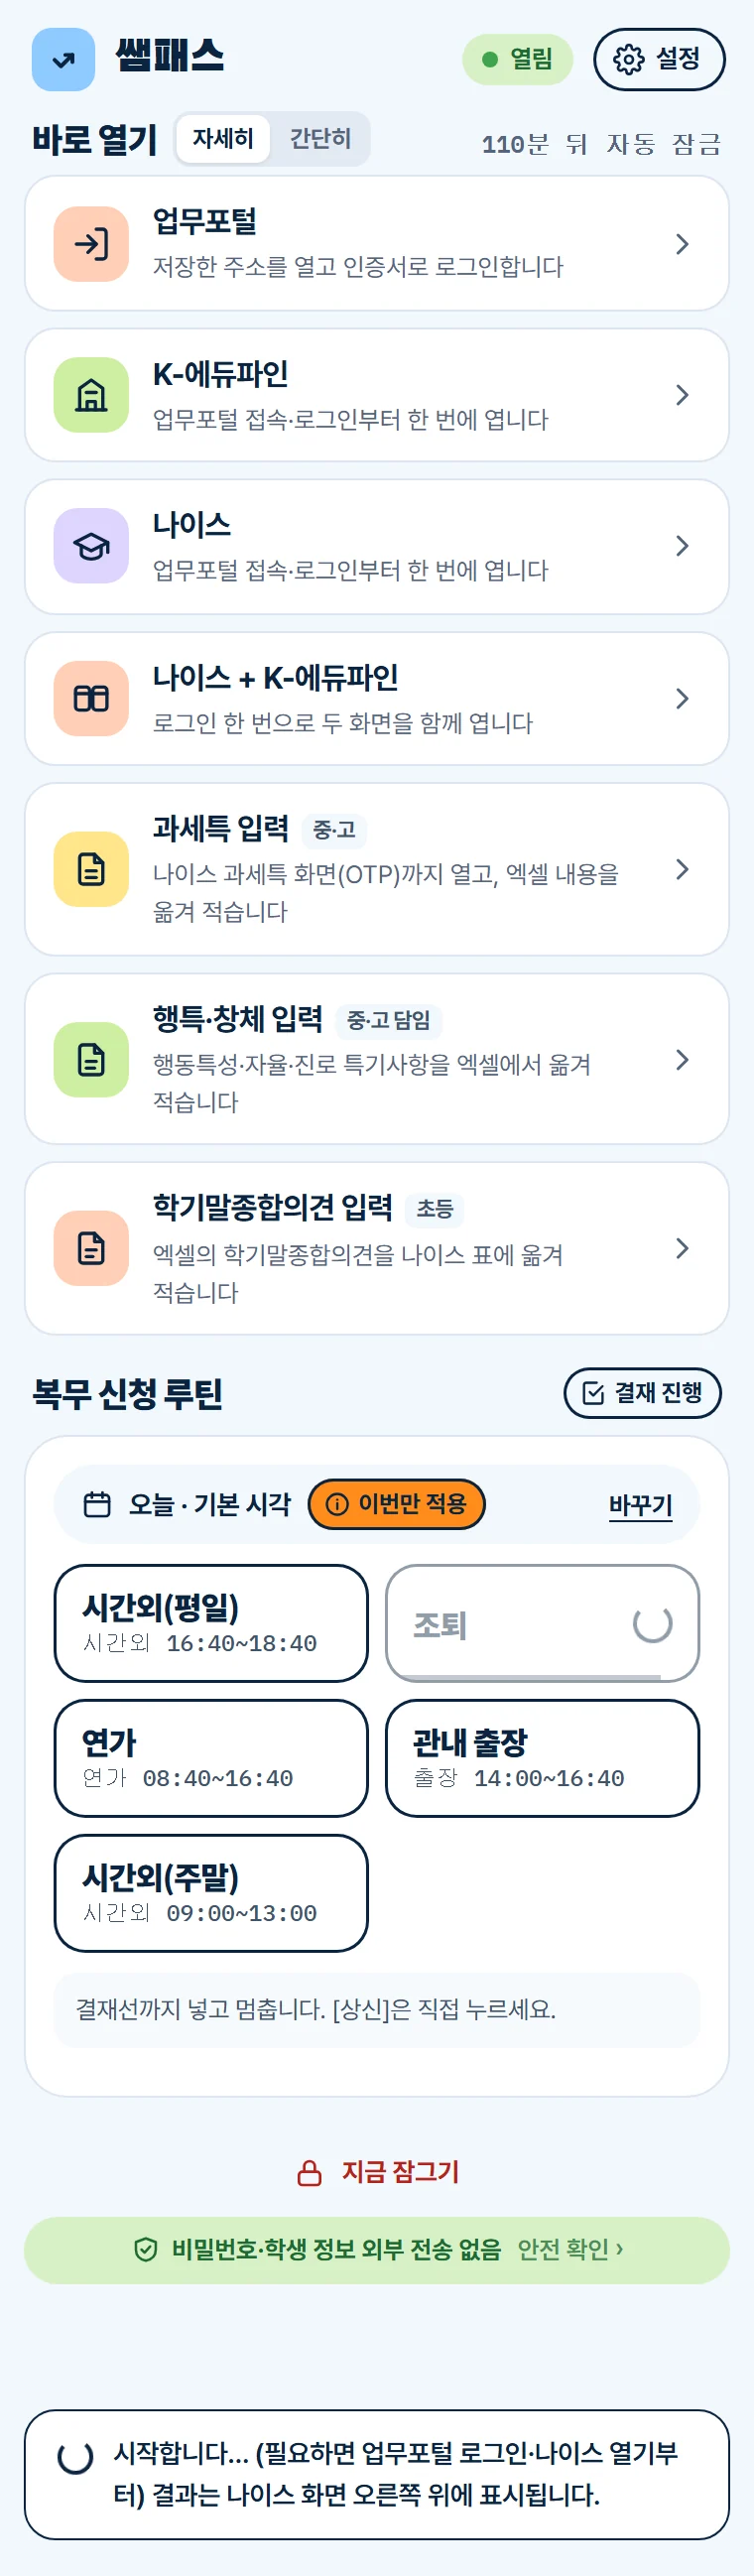 쌤패스
열림
설정
바로 열기
자세히
간단히
110분 뒤 자동 잠금
업무포털
저장한 주소를 열고 인증서로 로그인합니다
K-에듀파인
업무포털 접속·로그인부터 한 번에 엽니다
나이스
업무포털 접속·로그인부터 한 번에 엽니다
나이스 + K-에듀파인
로그인 한 번으로 두 화면을 함께 엽니다
과세특 입력 중·고
나이스 과세특 화면(OTP)까지 열고, 엑셀 내용을
옮겨 적습니다
행특·창체 입력 중·고 담임
행동특성·자율·진로 특기사항을 엑셀에서 옮겨
적습니다
학기말종합의견 입력 초등
엑셀의 학기말종합의견을 나이스 표에 옮겨
적습니다
복무 신청 루틴
결재 진행
오늘 · 기본 시각
이번만 적용
바꾸기
시간외(평일)
시간외 16:40~18:40
조퇴
연가
연가 08:40~16:40
관내 출장
출장 14:00~16:40
시간외(주말)
시간외 09:00~13:00
결재선까지 넣고 멈춥니다. [상신]은 직접 누르세요.
지금 잠그기
비밀번호·학생 정보 외부 전송 없음 안전 확인 ›
시작합니다... (필요하면 업무포털 로그인·나이스 열기부
터) 결과는 나이스 화면 오른쪽 위에 표시됩니다.